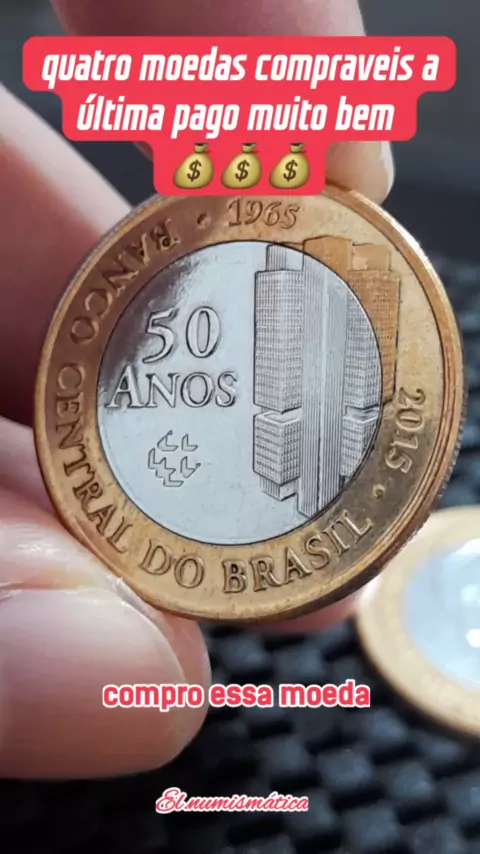 quatro moedas compraveis a
última pago muito bem
BANCO CENTRAL DO BRASIL · 1965
2015 ·
50
ANOS
compro essa moeda
El.numismática